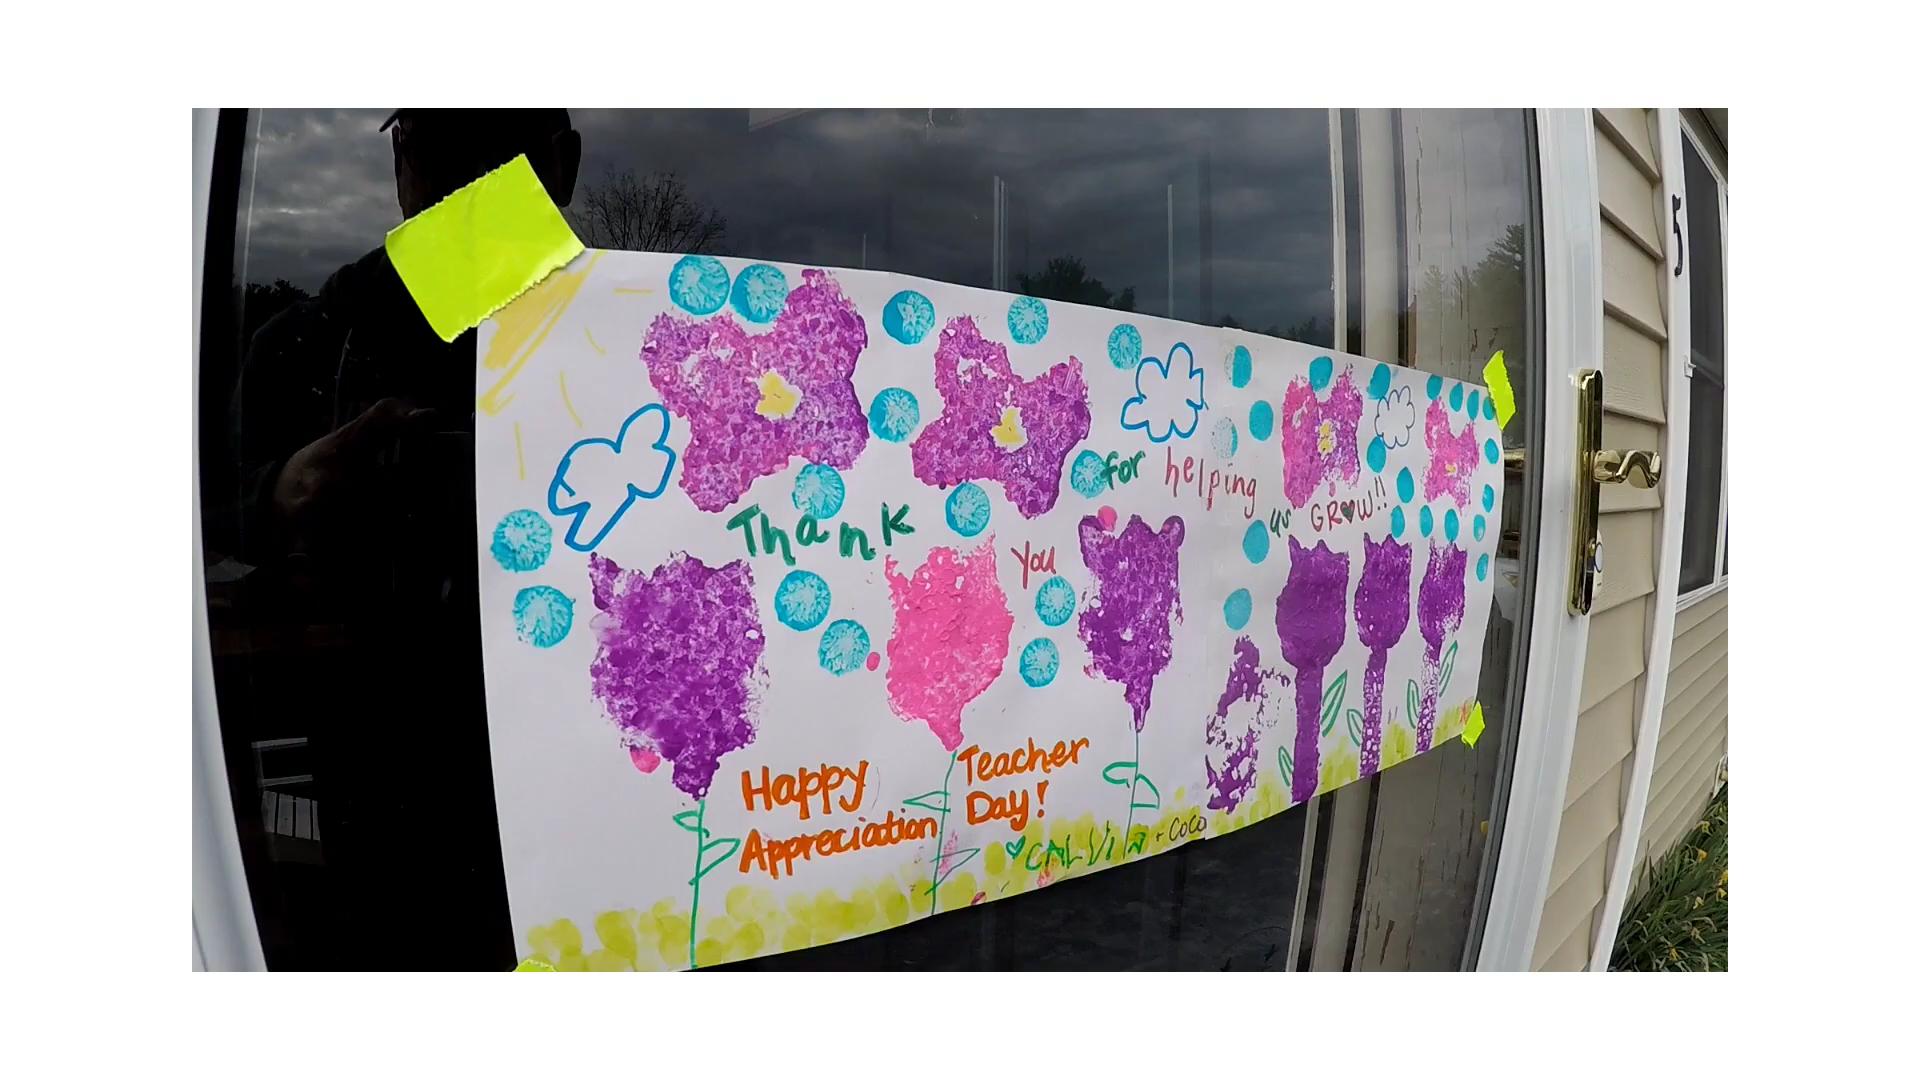 Thank you for helping us GROW!!
Happy Teacher
Appreciation Day!
CALVIN + COCO
5